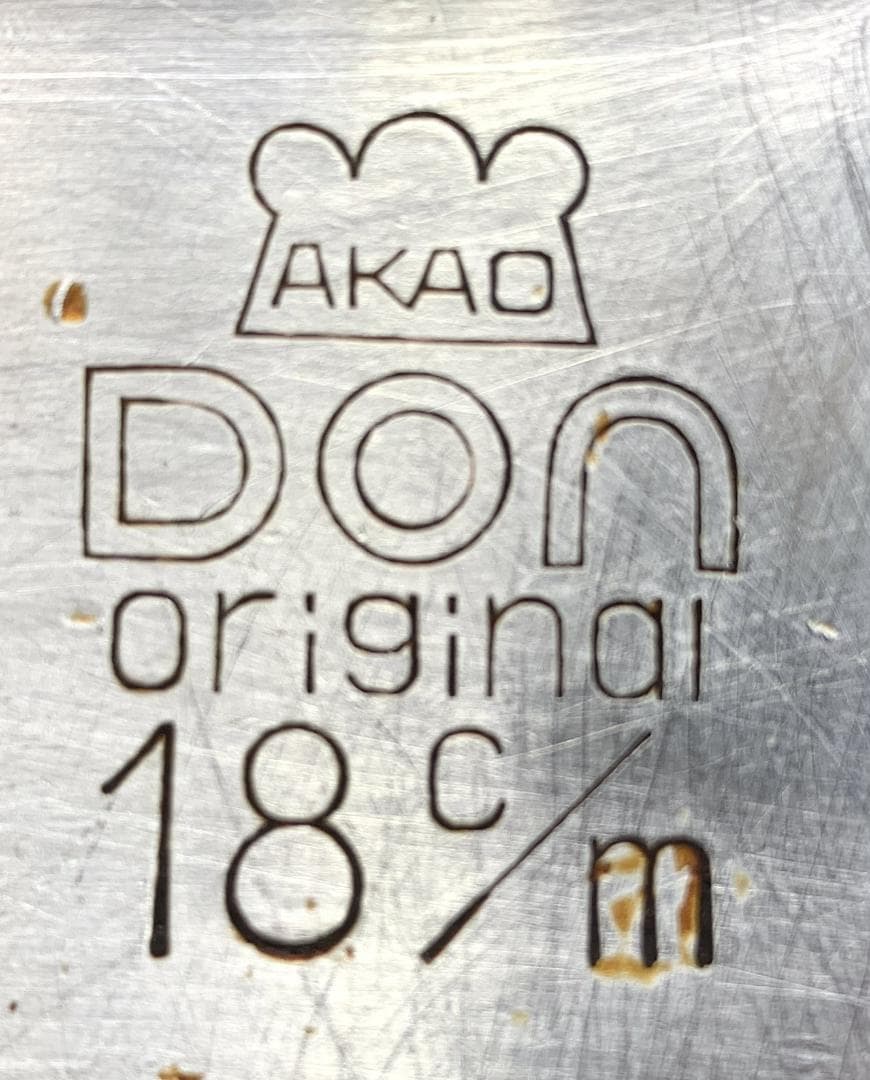 AKAO
DON
original
18 c/m